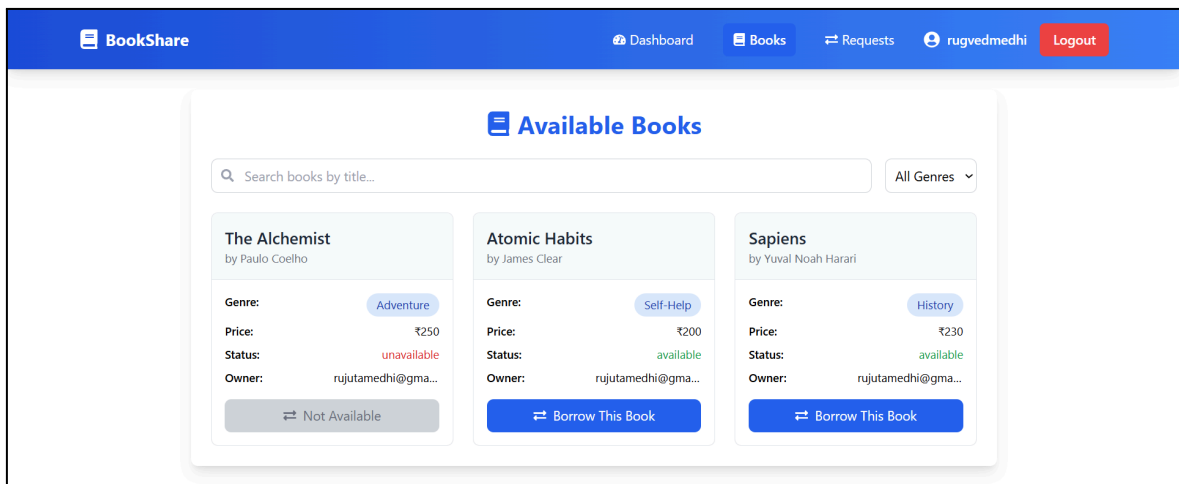 BookShare
Dashboard
Books
Requests
rugvedmedhi
Logout
Available Books
Search books by title...
All Genres
The Alchemist
by Paulo Coelho
Genre: Adventure
Price: ₹250
Status: unavailable
Owner: rujutamedhi@gma...
Not Available
Atomic Habits
by James Clear
Genre: Self-Help
Price: ₹200
Status: available
Owner: rujutamedhi@gma...
Borrow This Book
Sapiens
by Yuval Noah Harari
Genre: History
Price: ₹230
Status: available
Owner: rujutamedhi@gma...
Borrow This Book